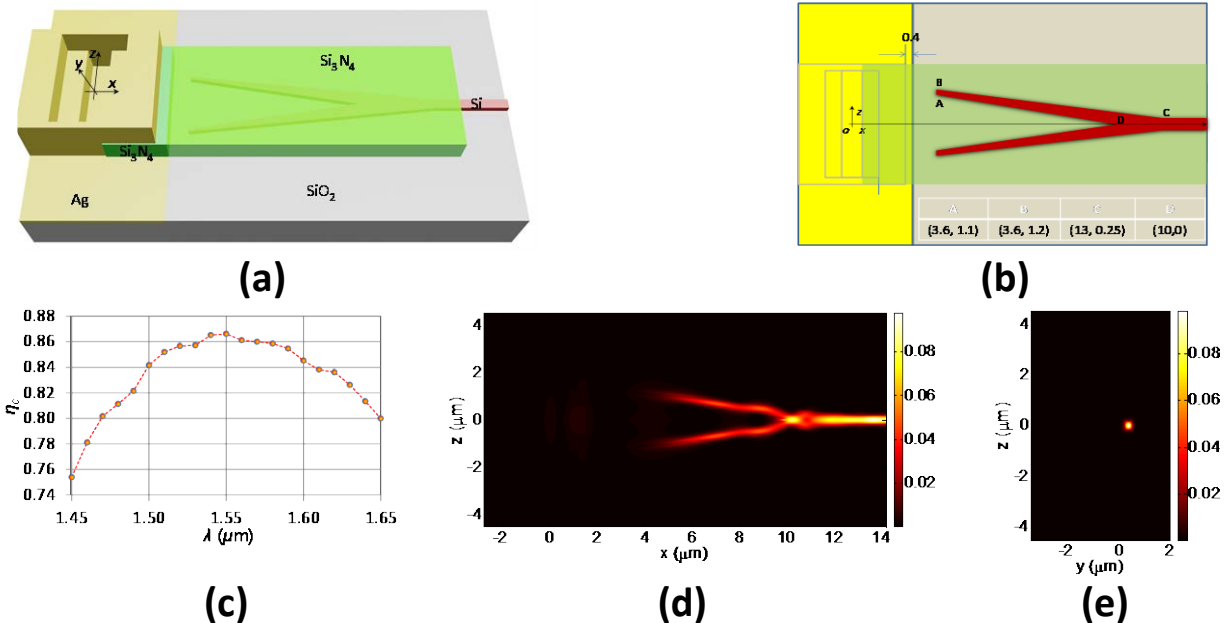 z
y
x
Si3N4
Si
Si3N4
SiO2
Ag
(a)
0.4
B
A
z
x
D
C
A B C D
(3.6, 1.1) (3.6, 1.2) (13, 0.25) (10,0)
(b)
0.88
0.86
0.84
0.82
0.80
0.78
0.76
0.74
ηc
1.45 1.50 1.55 1.60 1.65
λ (μm)
(c)
4
2
0
-2
-4
z (μm)
-2 0 2 4 6 8 10 12 14
x (μm)
0.08
0.06
0.04
0.02
(d)
4
2
0
-2
-4
z (μm)
-2 0 2
y (μm)
0.08
0.06
0.04
0.02
(e)